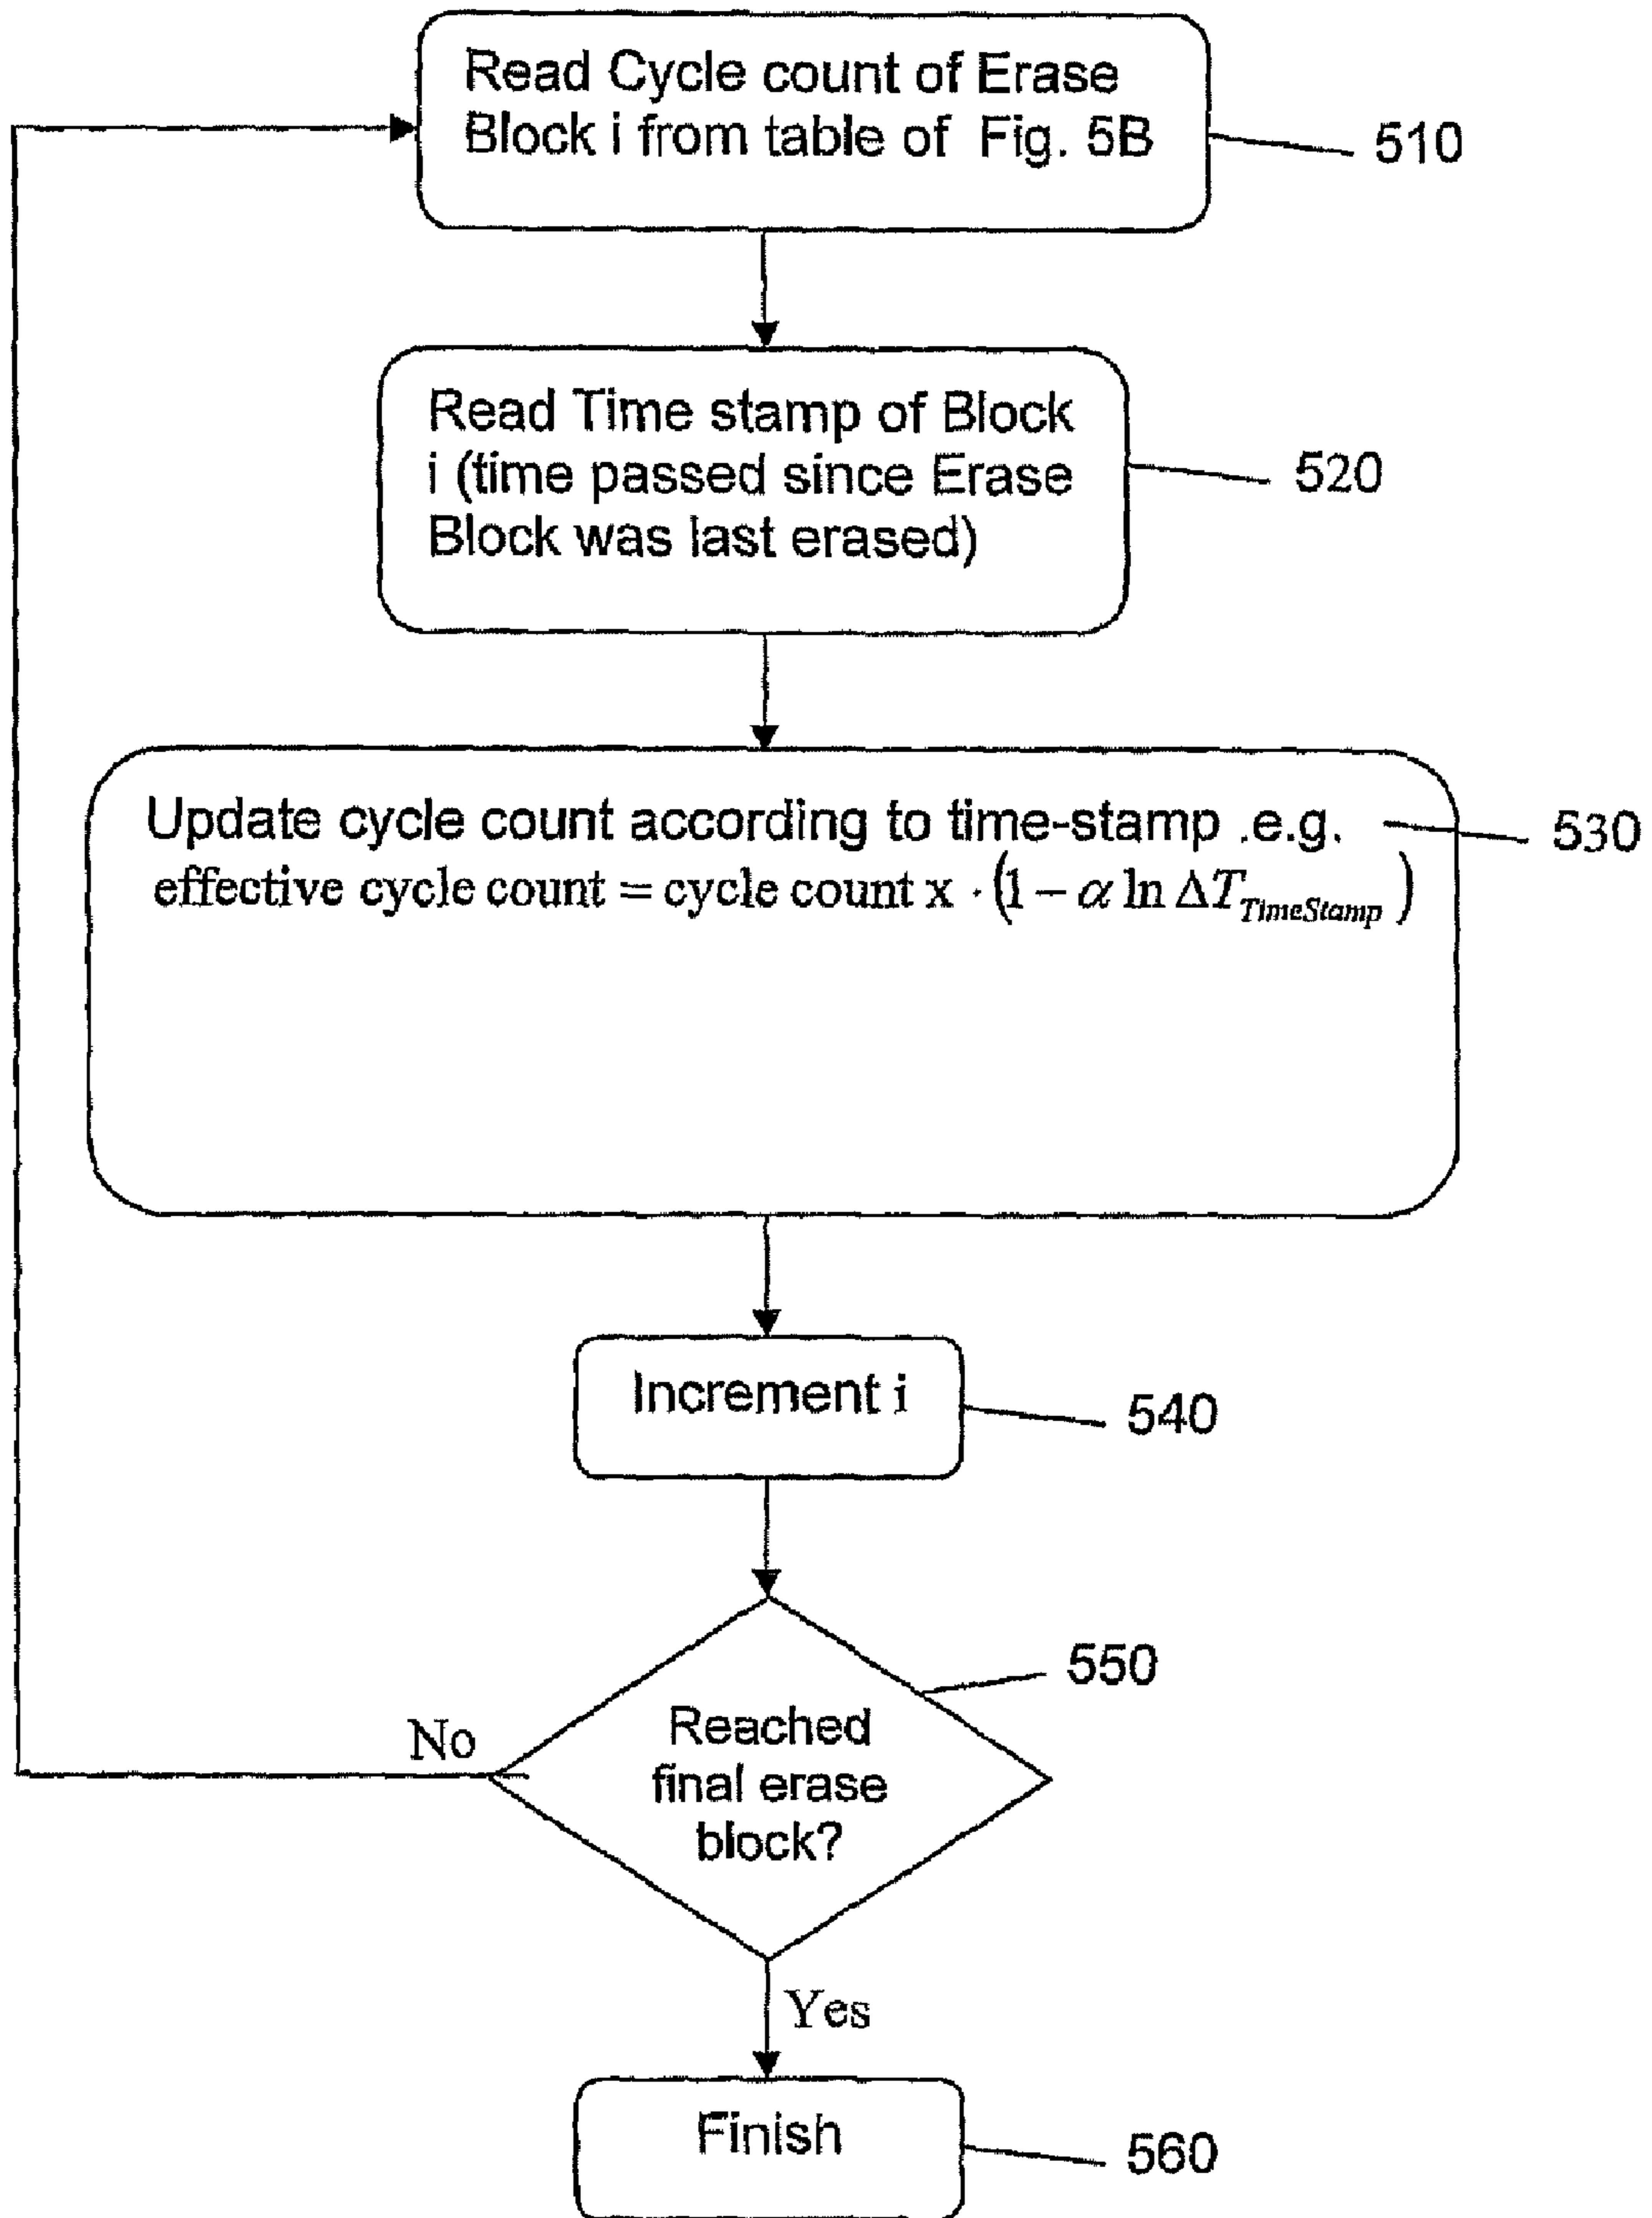 Read Cycle count of Erase
Block i from table of Fig. 5B
510
Read Time stamp of Block
i (time passed since Erase
Block was last erased)
520
Update cycle count according to time-stamp .e.g.
530
effective cycle count = cycle count x · (1 − α ln ΔT_TimeStamp)
Increment i
540
550
Reached
final erase
block?
No
Yes
Finish
560